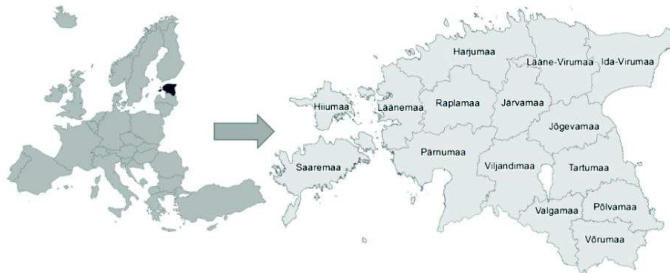 Harjumaa
Lääne-Virumaa
Ida-Virumaa
Hiiumaa
Läänemaa
Raplamaa
Järvamaa
Jõgevamaa
Saaremaa
Pärnumaa
Viljandimaa
Tartumaa
Valgamaa
Põlvamaa
Võrumaa